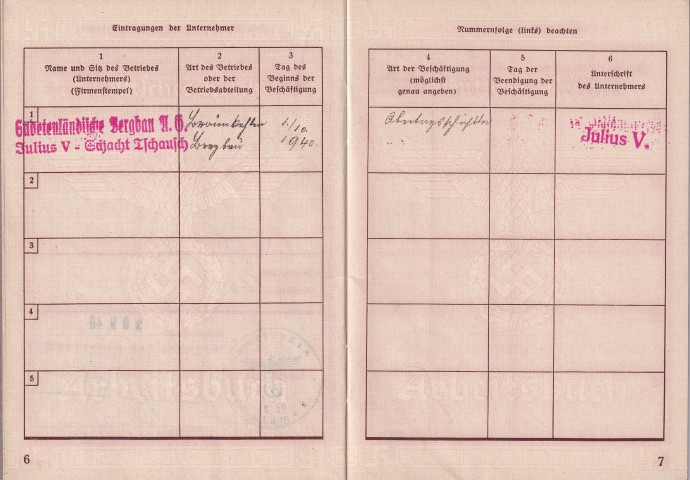 Eintragungen der Unternehmer
1
Name und Sitz des Betriebes
(Unternehmers)
(Firmenstempel)
2
Art des Betriebes
oder der
Betriebsabteilung
3
Tag des
Beginns der
Beschäftigung
1
Sudetenländische Bergbau A. G.
Julius V - Schacht Tschausch
Braunkohlen
Bergbau
1./10.
1940.
2
3
4
5
Arbeitsbuch
6
Nummernfolge (links) beachten
4
Art der Beschäftigung
(möglichst
genau angeben)
5
Tag der
Beendigung der
Beschäftigung
6
Unterschrift
des Unternehmers
Julius V.
Arbeitsbuch
7